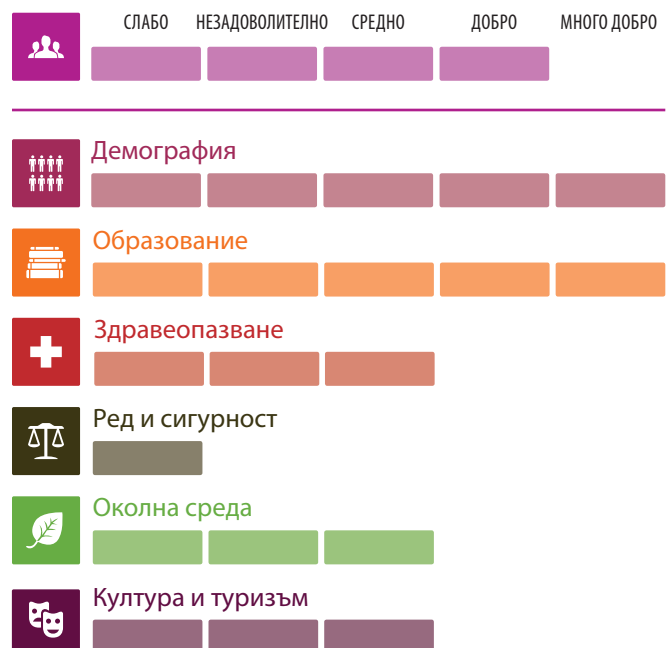 СЛАБО НЕЗАДОВОЛИТЕЛНО СРЕДНО ДОБРО МНОГО ДОБРО
Демография
Образование
Здравеопазване
Ред и сигурност
Околна среда
Култура и туризъм